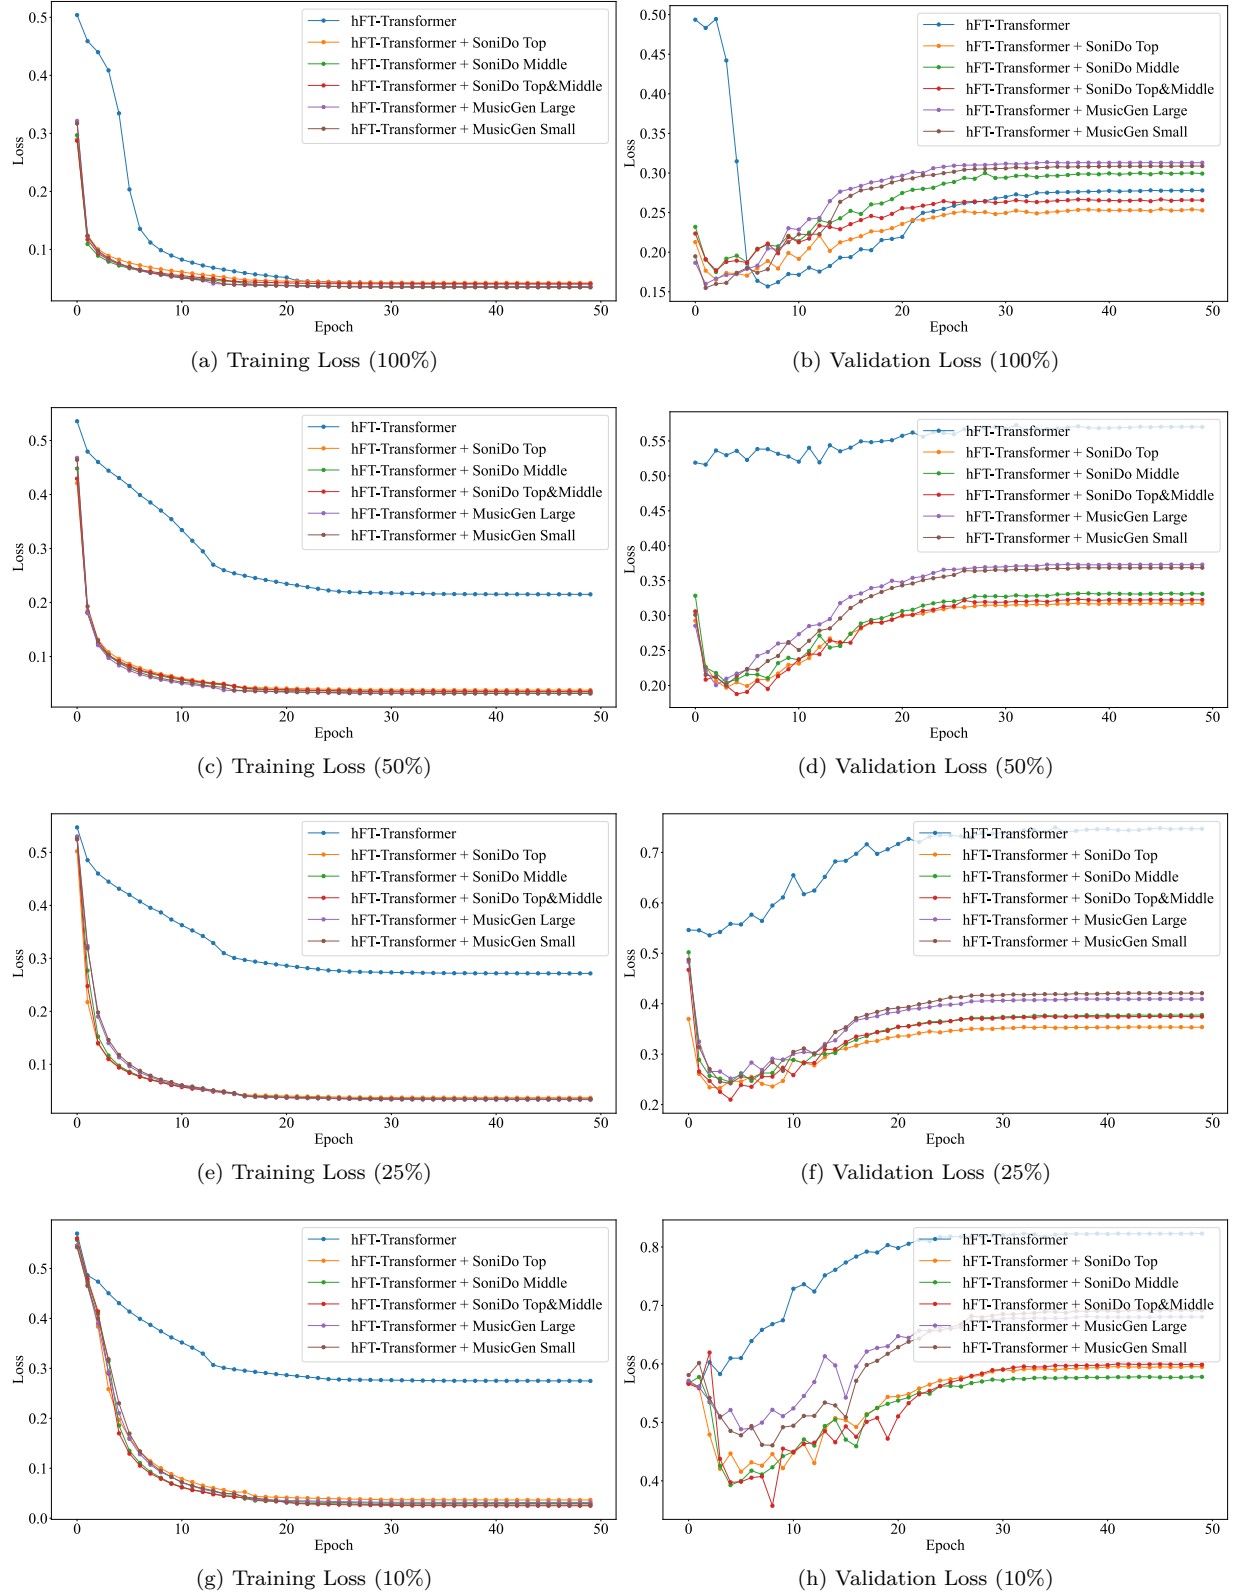 0.5
0.4
0.3
0.2
0.1
Loss
hFT-Transformer
hFT-Transformer + SoniDo Top
hFT-Transformer + SoniDo Middle
hFT-Transformer + SoniDo Top&Middle
hFT-Transformer + MusicGen Large
hFT-Transformer + MusicGen Small
0 10 20 30 40 50
Epoch
(a) Training Loss (100%)
0.50
0.45
0.40
0.35
0.30
0.25
0.20
0.15
Loss
hFT-Transformer
hFT-Transformer + SoniDo Top
hFT-Transformer + SoniDo Middle
hFT-Transformer + SoniDo Top&Middle
hFT-Transformer + MusicGen Large
hFT-Transformer + MusicGen Small
0 10 20 30 40 50
Epoch
(b) Validation Loss (100%)
0.5
0.4
0.3
0.2
0.1
Loss
hFT-Transformer
hFT-Transformer + SoniDo Top
hFT-Transformer + SoniDo Middle
hFT-Transformer + SoniDo Top&Middle
hFT-Transformer + MusicGen Large
hFT-Transformer + MusicGen Small
0 10 20 30 40 50
Epoch
(c) Training Loss (50%)
0.55
0.50
0.45
0.40
0.35
0.30
0.25
0.20
Loss
hFT-Transformer
hFT-Transformer + SoniDo Top
hFT-Transformer + SoniDo Middle
hFT-Transformer + SoniDo Top&Middle
hFT-Transformer + MusicGen Large
hFT-Transformer + MusicGen Small
0 10 20 30 40 50
Epoch
(d) Validation Loss (50%)
0.5
0.4
0.3
0.2
0.1
Loss
hFT-Transformer
hFT-Transformer + SoniDo Top
hFT-Transformer + SoniDo Middle
hFT-Transformer + SoniDo Top&Middle
hFT-Transformer + MusicGen Large
hFT-Transformer + MusicGen Small
0 10 20 30 40 50
Epoch
(e) Training Loss (25%)
0.7
0.6
0.5
0.4
0.3
0.2
Loss
hFT-Transformer
hFT-Transformer + SoniDo Top
hFT-Transformer + SoniDo Middle
hFT-Transformer + SoniDo Top&Middle
hFT-Transformer + MusicGen Large
hFT-Transformer + MusicGen Small
0 10 20 30 40 50
Epoch
(f) Validation Loss (25%)
0.5
0.4
0.3
0.2
0.1
0.0
Loss
hFT-Transformer
hFT-Transformer + SoniDo Top
hFT-Transformer + SoniDo Middle
hFT-Transformer + SoniDo Top&Middle
hFT-Transformer + MusicGen Large
hFT-Transformer + MusicGen Small
0 10 20 30 40 50
Epoch
(g) Training Loss (10%)
0.8
0.7
0.6
0.5
0.4
Loss
hFT-Transformer
hFT-Transformer + SoniDo Top
hFT-Transformer + SoniDo Middle
hFT-Transformer + SoniDo Top&Middle
hFT-Transformer + MusicGen Large
hFT-Transformer + MusicGen Small
0 10 20 30 40 50
Epoch
(h) Validation Loss (10%)